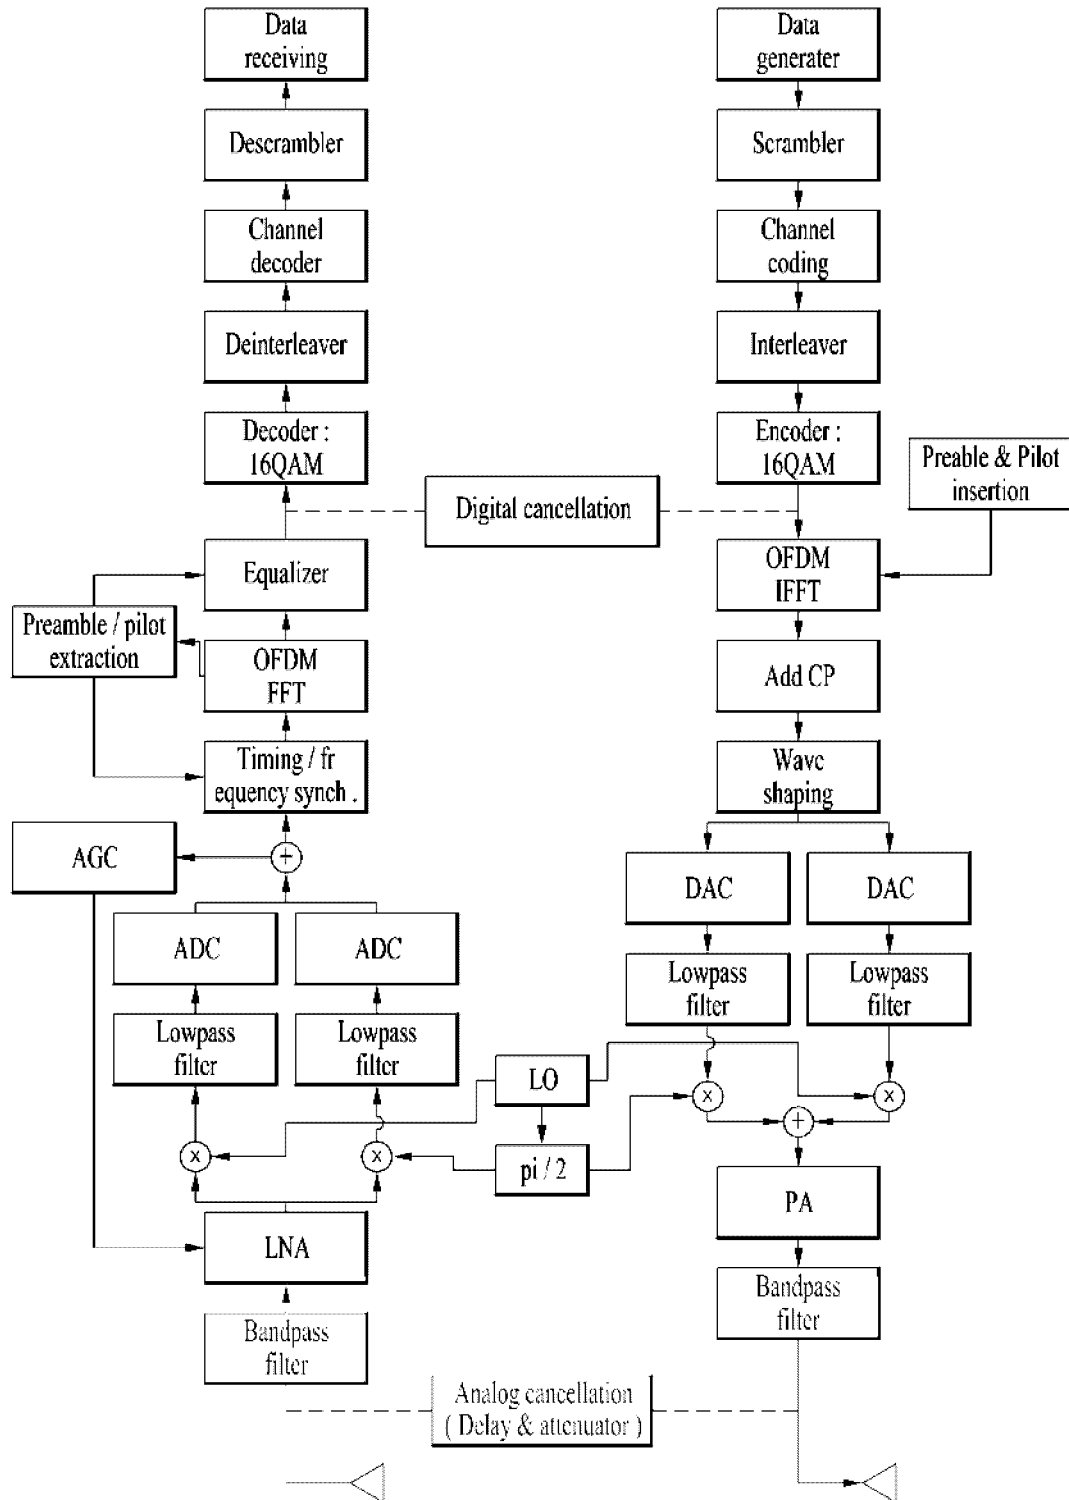 Data
receiving
Data
generater
Descrambler
Scrambler
Channel
decoder
Channel
coding
Deinterleaver
Interleaver
Decoder :
16QAM
Encoder :
16QAM
Preable & Pilot
insertion
Digital cancellation
Equalizer
OFDM
IFFT
Preamble / pilot
extraction
OFDM
FFT
Add CP
Timing / fr
equency synch .
Wave
shaping
AGC
+
DAC
DAC
ADC
ADC
Lowpass
filter
Lowpass
filter
Lowpass
filter
Lowpass
filter
LO
x
x
+
x
x
pi / 2
PA
LNA
Bandpass
filter
Bandpass
filter
Analog cancellation
( Delay & attenuator )